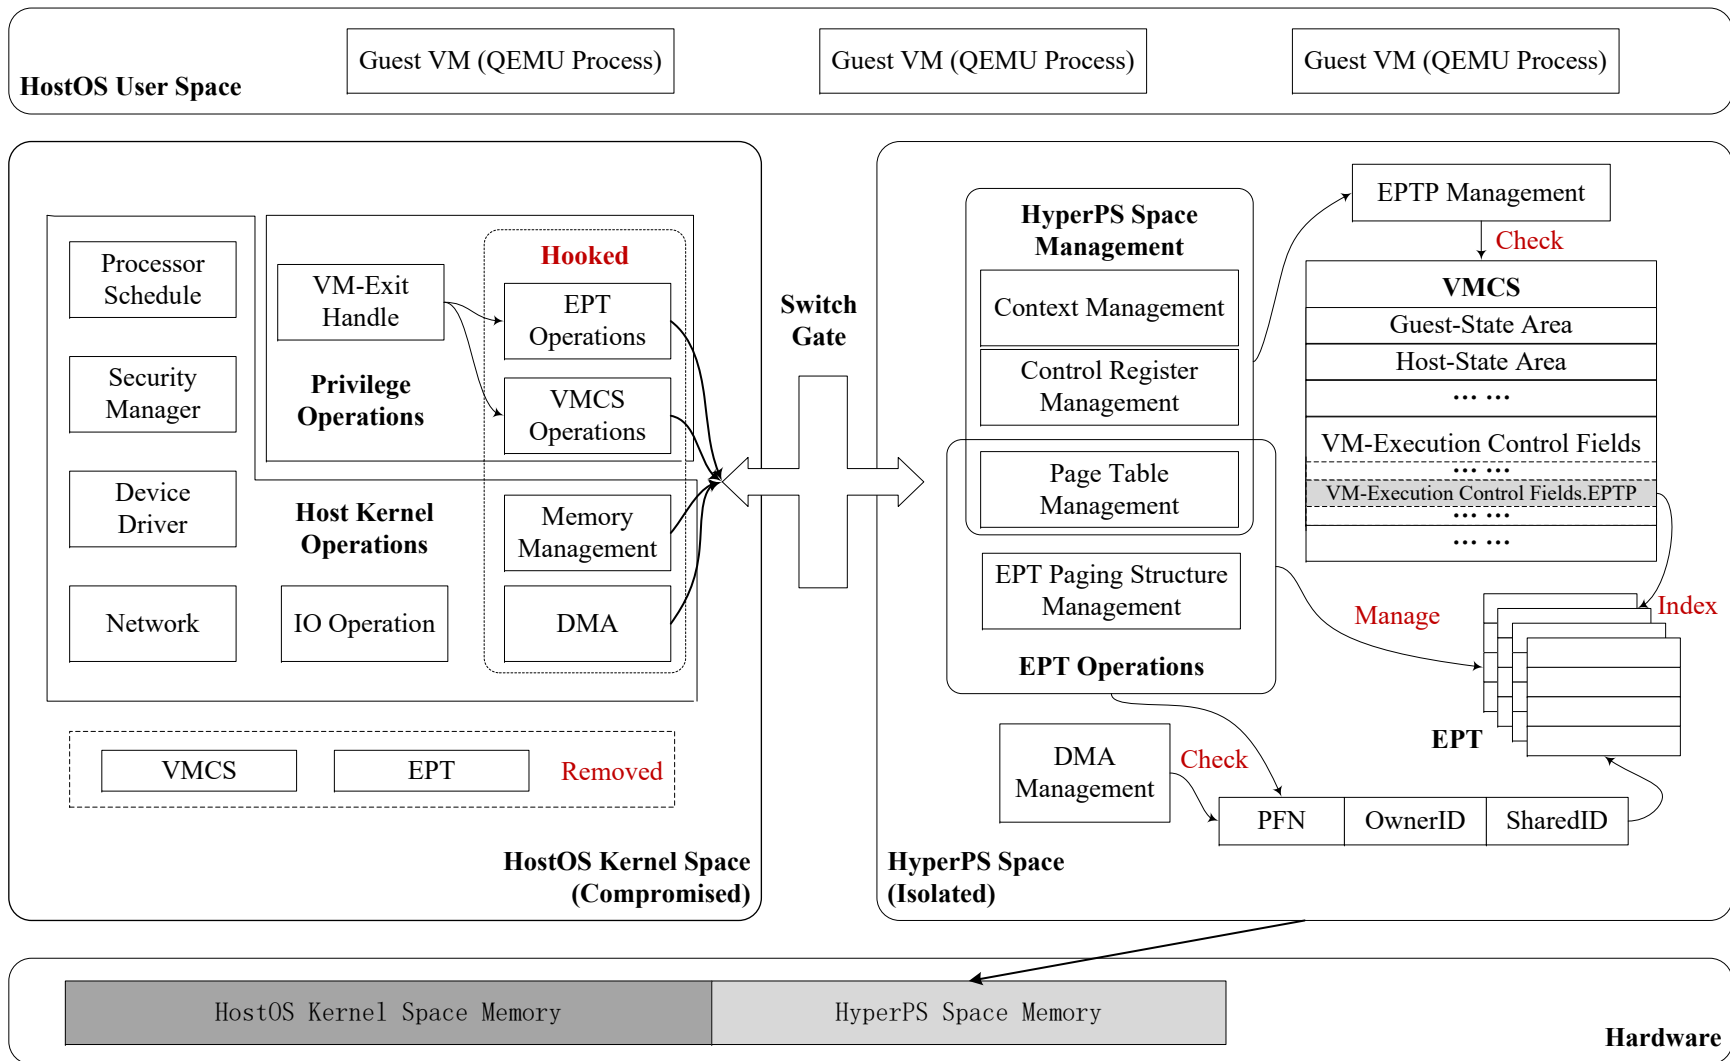 Guest VM (QEMU Process)
Guest VM (QEMU Process)
Guest VM (QEMU Process)
HostOS User Space
Processor
Schedule
Security
Manager
Device
Driver
Network
IO Operation
VM-Exit
Handle
Privilege
Operations
Host Kernel
Operations
Hooked
EPT
Operations
VMCS
Operations
Memory
Management
DMA
VMCS
EPT
Removed
HostOS Kernel Space
(Compromised)
Switch
Gate
HyperPS Space
Management
Context Management
Control Register
Management
Page Table
Management
EPT Paging Structure
Management
EPT Operations
DMA
Management
Check
PFN
OwnerID
SharedID
EPTP Management
Check
VMCS
Guest-State Area
Host-State Area
... ...
VM-Execution Control Fields
... ...
VM-Execution Control Fields.EPTP
... ...
... ...
Manage
Index
EPT
HyperPS Space
(Isolated)
HostOS Kernel Space Memory
HyperPS Space Memory
Hardware